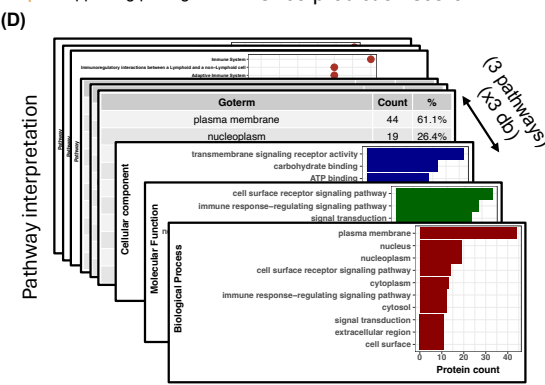 (D)
Pathway interpretation
(3 pathways)
(x3 db)
Pathway
Pathway
Pathway
Immune System
Immunoregulatory interactions between a Lymphoid and a non-Lymphoid cell
Adaptive Immune System
Goterm Count %
plasma membrane 44 61.1%
nucleoplasm 19 26.4%
Cellular component
transmembrane signaling receptor activity
carbohydrate binding
ATP binding
Molecular Function
cell surface receptor signaling pathway
immune response-regulating signaling pathway
signal transduction
Biological Process
plasma membrane
nucleus
nucleoplasm
cell surface receptor signaling pathway
cytoplasm
immune response-regulating signaling pathway
cytosol
signal transduction
extracellular region
cell surface
0 10 20 30 40
Protein count